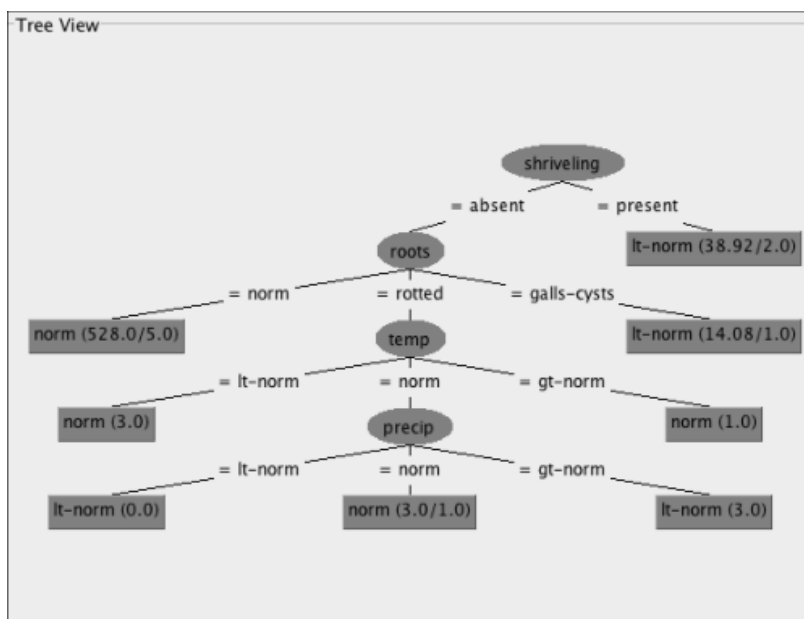 Tree View
shriveling
= absent = present
roots lt-norm (38.92/2.0)
= norm = rotted = galls-cysts
norm (528.0/5.0) temp lt-norm (14.08/1.0)
= lt-norm = norm = gt-norm
norm (3.0) precip norm (1.0)
= lt-norm = norm = gt-norm
lt-norm (0.0) norm (3.0/1.0) lt-norm (3.0)